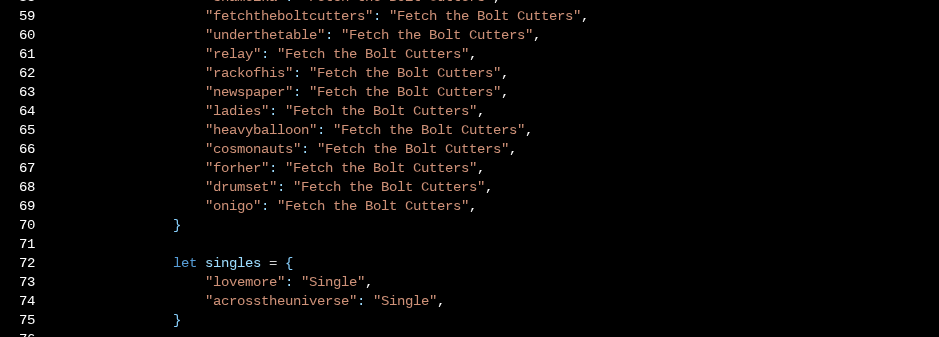 59 "fetchtheboltcutters": "Fetch the Bolt Cutters",
60 "underthetable": "Fetch the Bolt Cutters",
61 "relay": "Fetch the Bolt Cutters",
62 "rackofhis": "Fetch the Bolt Cutters",
63 "newspaper": "Fetch the Bolt Cutters",
64 "ladies": "Fetch the Bolt Cutters",
65 "heavyballoon": "Fetch the Bolt Cutters",
66 "cosmonauts": "Fetch the Bolt Cutters",
67 "forher": "Fetch the Bolt Cutters",
68 "drumset": "Fetch the Bolt Cutters",
69 "onigo": "Fetch the Bolt Cutters",
70 }
71
72 let singles = {
73 "lovemore": "Single",
74 "acrosstheuniverse": "Single",
75 }